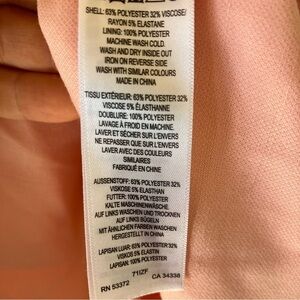 SHELL: 63% POLYESTER 32% VISCOSE/
RAYON 5% ELASTANE
LINING: 100% POLYESTER
MACHINE WASH COLD.
WASH AND DRY INSIDE OUT
IRON ON REVERSE SIDE
WASH WITH SIMILAR COLOURS
MADE IN CHINA
TISSU EXTÉRIEUR: 63% POLYESTER 32%
VISCOSE 5% ÉLASTHANNE
DOUBLURE: 100% POLYESTER
LAVAGE À FROID EN MACHINE.
LAVER ET SÉCHER SUR L'ENVERS
NE REPASSER QUE SUR L'ENVERS
LAVER AVEC DES COULEURS
SIMILAIRES
FABRIQUÉ EN CHINE
AUSSENSTOFF: 63% POLYESTER 32%
VISKOSE 5% ELASTHAN
FUTTER: 100% POLYESTER
KALTE MASCHINENWÄSCHE
AUF LINKS WASCHEN UND TROCKNEN
AUF LINKS BÜGELN
MIT ÄHNLICHEN FARBEN WASCHEN
HERGESTELLT IN CHINA
LAPISAN LUAR: 63% POLYESTER 32%
VISKOS 5% ELASTIN
LAPISAN: 100% POLYESTER
71IZF
RN 53372 CA 34338